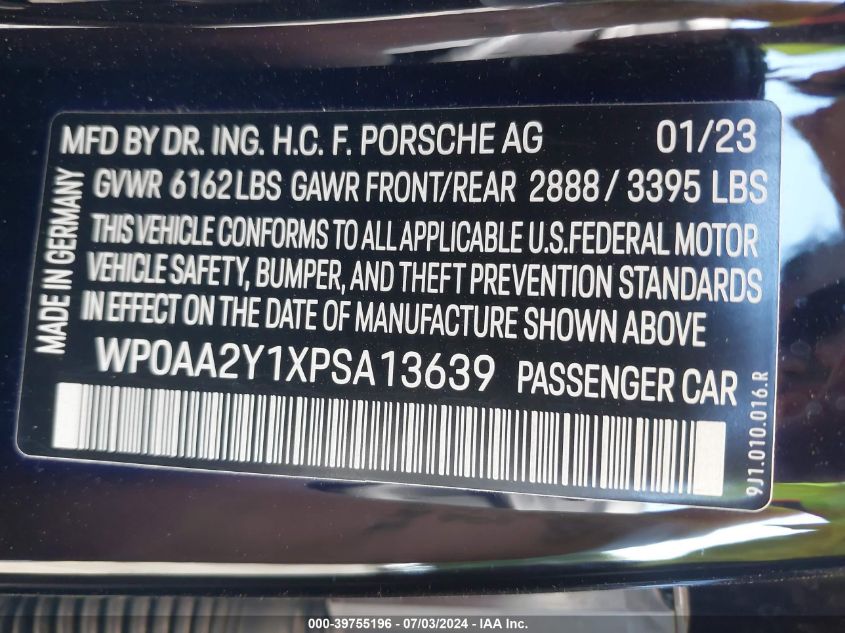 MFD BY DR. ING. H.C. F. PORSCHE AG 01/23
GVWR 6162 LBS GAWR FRONT/REAR 2888 / 3395 LBS
THIS VEHICLE CONFORMS TO ALL APPLICABLE U.S.FEDERAL MOTOR
VEHICLE SAFETY, BUMPER, AND THEFT PREVENTION STANDARDS
IN EFFECT ON THE DATE OF MANUFACTURE SHOWN ABOVE
WP0AA2Y1XPSA13639 PASSENGER CAR
MADE IN GERMANY
9J1.010.016.R
000-39755196 - 07/03/2024 - IAA Inc.